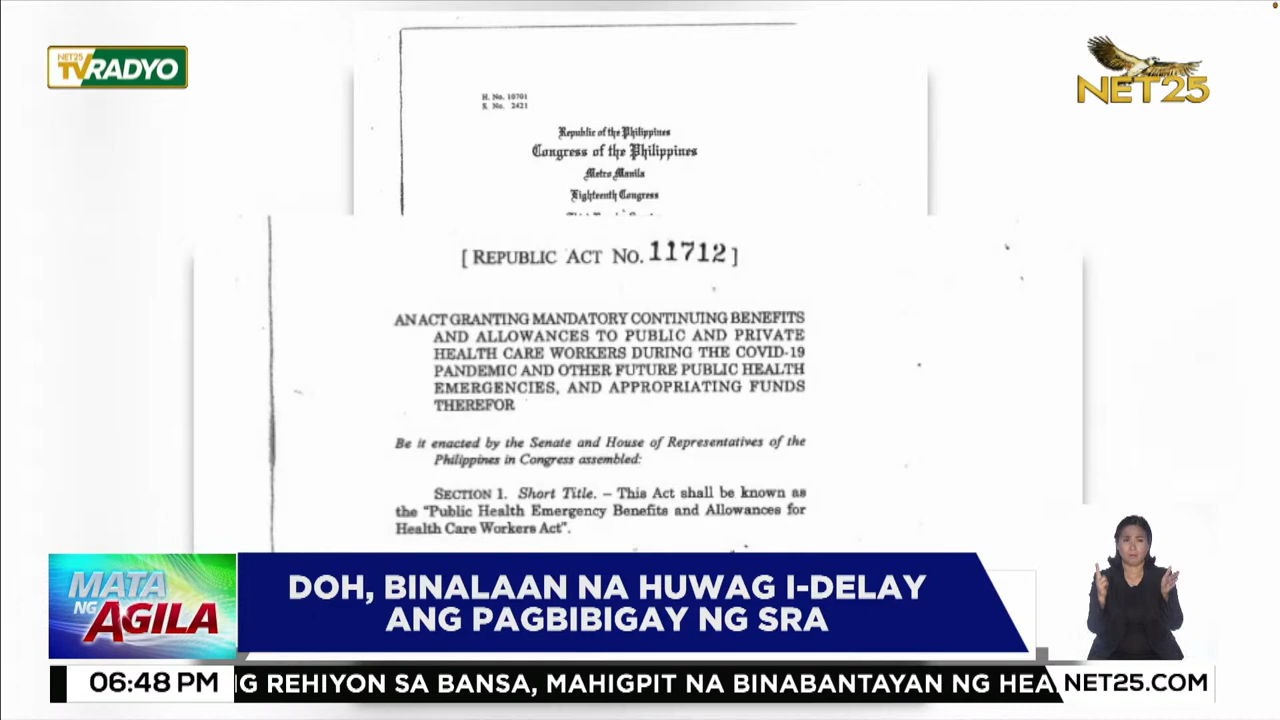 NET25
TVRADYO
NET25
H. No. 10701
S. No. 2421
Republic of the Philippines
Congress of the Philippines
Metro Manila
Eighteenth Congress
[ REPUBLIC ACT NO. 11712 ]
AN ACT GRANTING MANDATORY CONTINUING BENEFITS
AND ALLOWANCES TO PUBLIC AND PRIVATE
HEALTH CARE WORKERS DURING THE COVID-19
PANDEMIC AND OTHER FUTURE PUBLIC HEALTH
EMERGENCIES, AND APPROPRIATING FUNDS
THEREFOR
Be it enacted by the Senate and House of Representatives of the
Philippines in Congress assembled:
SECTION 1. Short Title. – This Act shall be known as
the "Public Health Emergency Benefits and Allowances for
Health Care Workers Act".
MATA
NG
AGILA
DOH, BINALAAN NA HUWAG I-DELAY
ANG PAGBIBIGAY NG SRA
06:48 PM
NG REHIYON SA BANSA, MAHIGPIT NA BINABANTAYAN NG HEA
NET25.COM